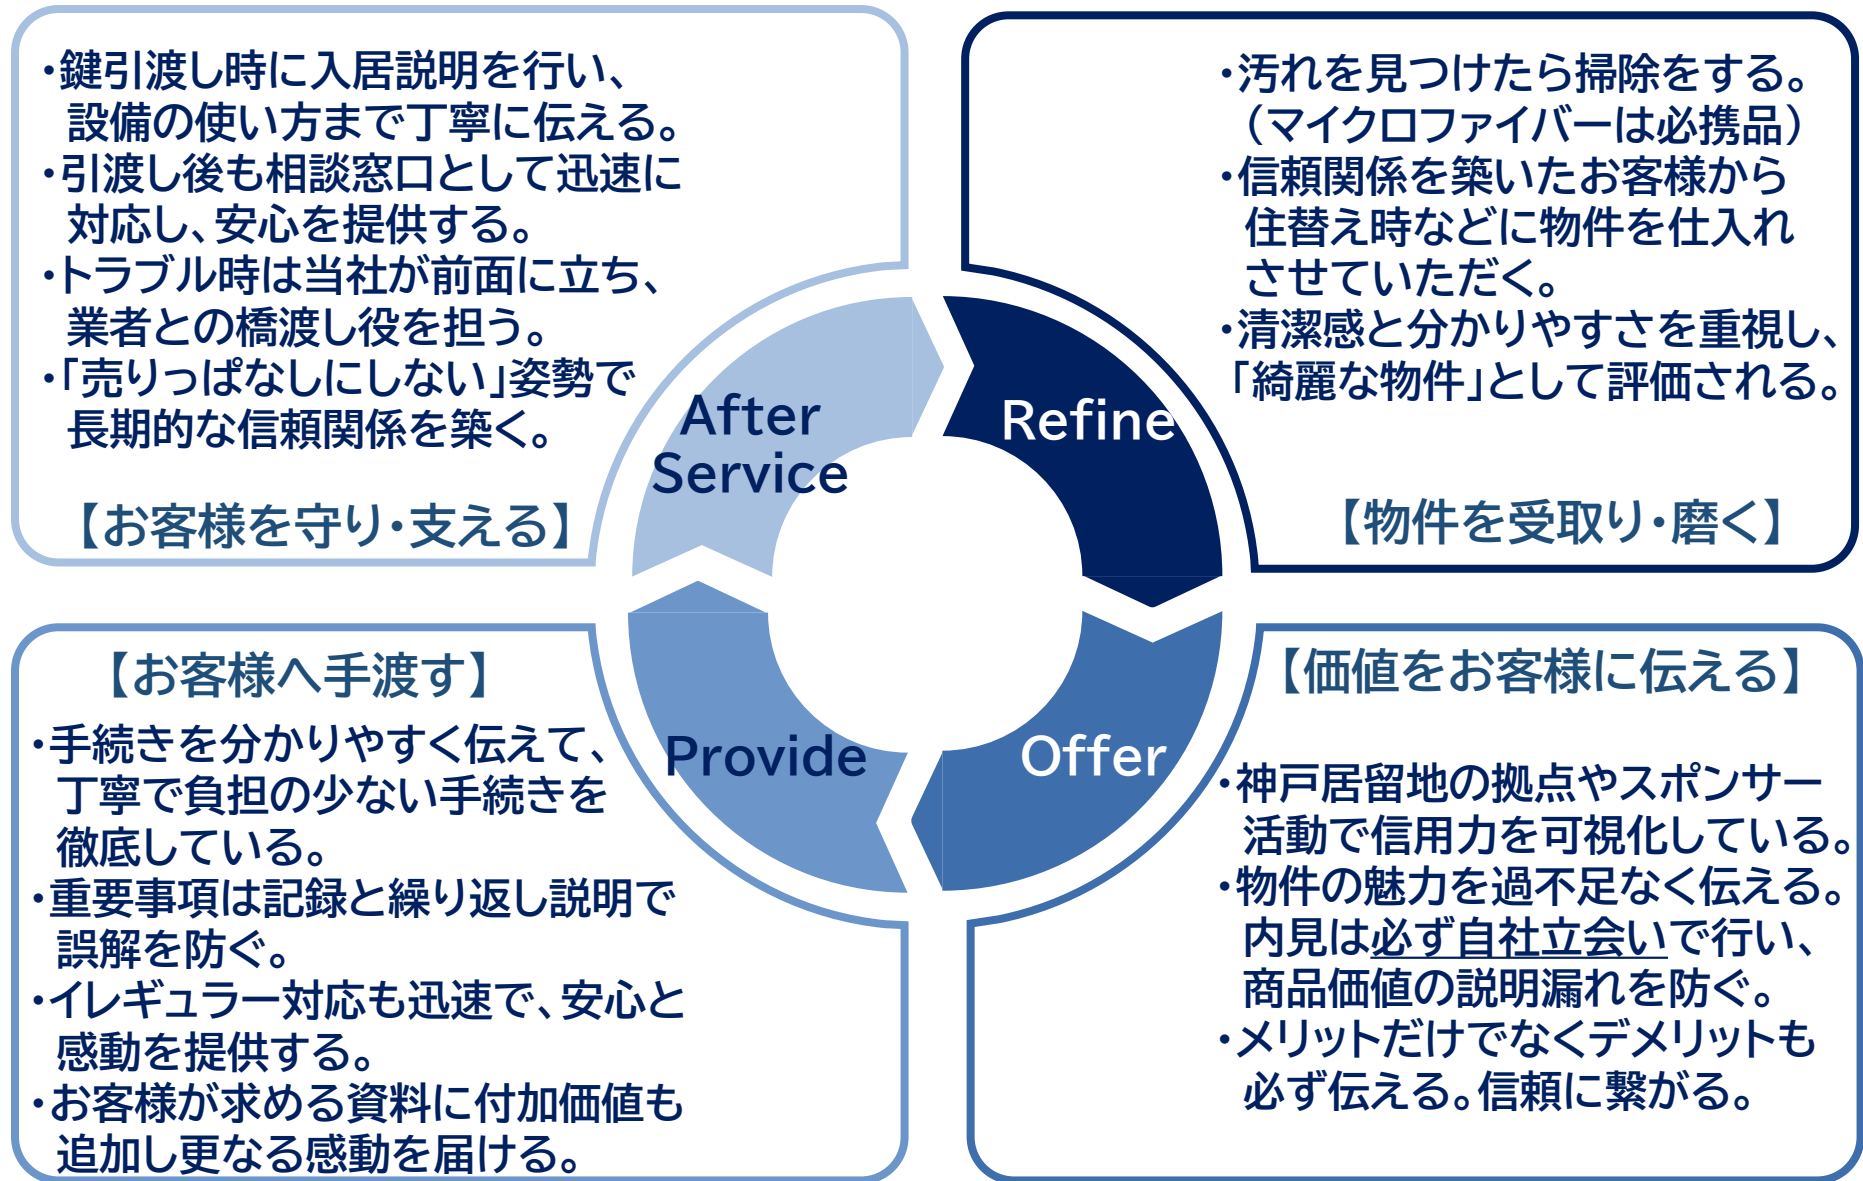 ・鍵引渡し時に入居説明を行い、
設備の使い方まで丁寧に伝える。
・引渡し後も相談窓口として迅速に
対応し、安心を提供する。
・トラブル時は当社が前面に立ち、
業者との橋渡し役を担う。
・「売りっぱなしにしない」姿勢で
長期的な信頼関係を築く。
【お客様を守り・支える】
After
Service
・汚れを見つけたら掃除をする。
（マイクロファイバーは必携品）
・信頼関係を築いたお客様から
住替え時などに物件を仕入れ
させていただく。
・清潔感と分かりやすさを重視し、
「綺麗な物件」として評価される。
【物件を受取り・磨く】
Refine
【お客様へ手渡す】
・手続きを分かりやすく伝えて、
丁寧で負担の少ない手続きを
徹底している。
・重要事項は記録と繰り返し説明で
誤解を防ぐ。
・イレギュラー対応も迅速で、安心と
感動を提供する。
・お客様が求める資料に付加価値も
追加し更なる感動を届ける。
Provide
【価値をお客様に伝える】
・神戸居留地の拠点やスポンサー
活動で信用力を可視化している。
・物件の魅力を過不足なく伝える。
内見は必ず自社立会いで行い、
商品価値の説明漏れを防ぐ。
・メリットだけでなくデメリットも
必ず伝える。信頼に繋がる。
Offer